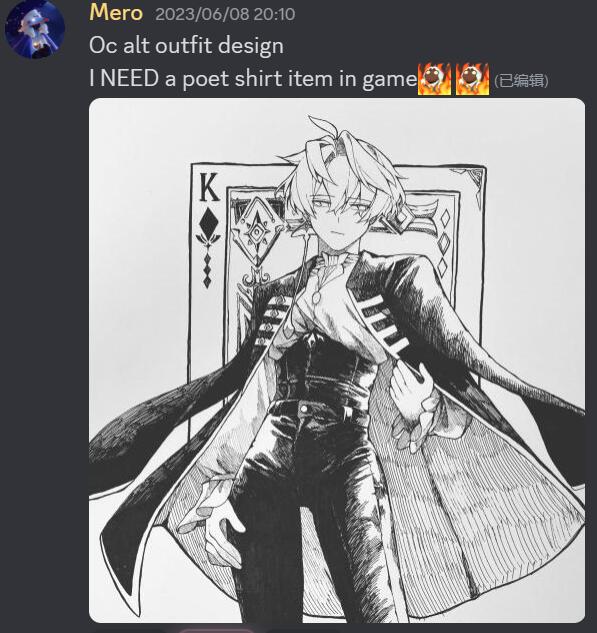 Mero 2023/06/08 20:10
Oc alt outfit design
I NEED a poet shirt item in game (已编辑)
K